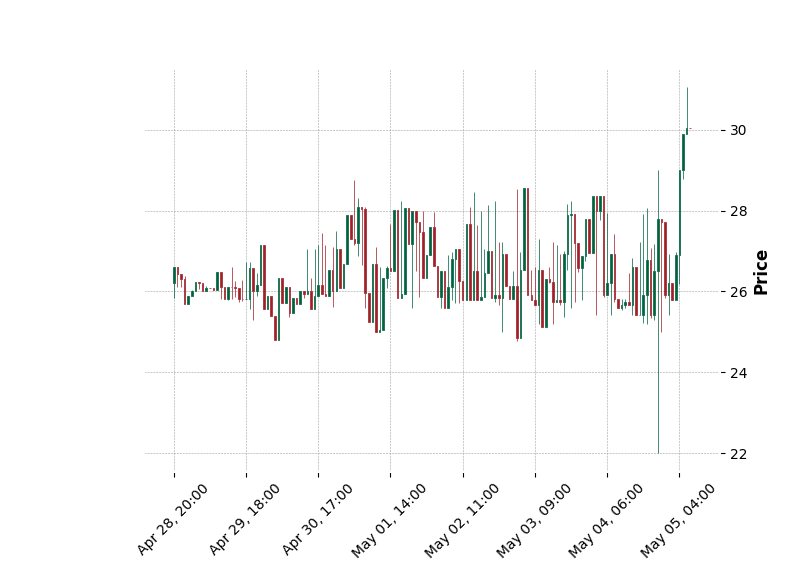 30
28
26
24
22
Price
Apr 28, 20:00
Apr 29, 18:00
Apr 30, 17:00
May 01, 14:00
May 02, 11:00
May 03, 09:00
May 04, 06:00
May 05, 04:00